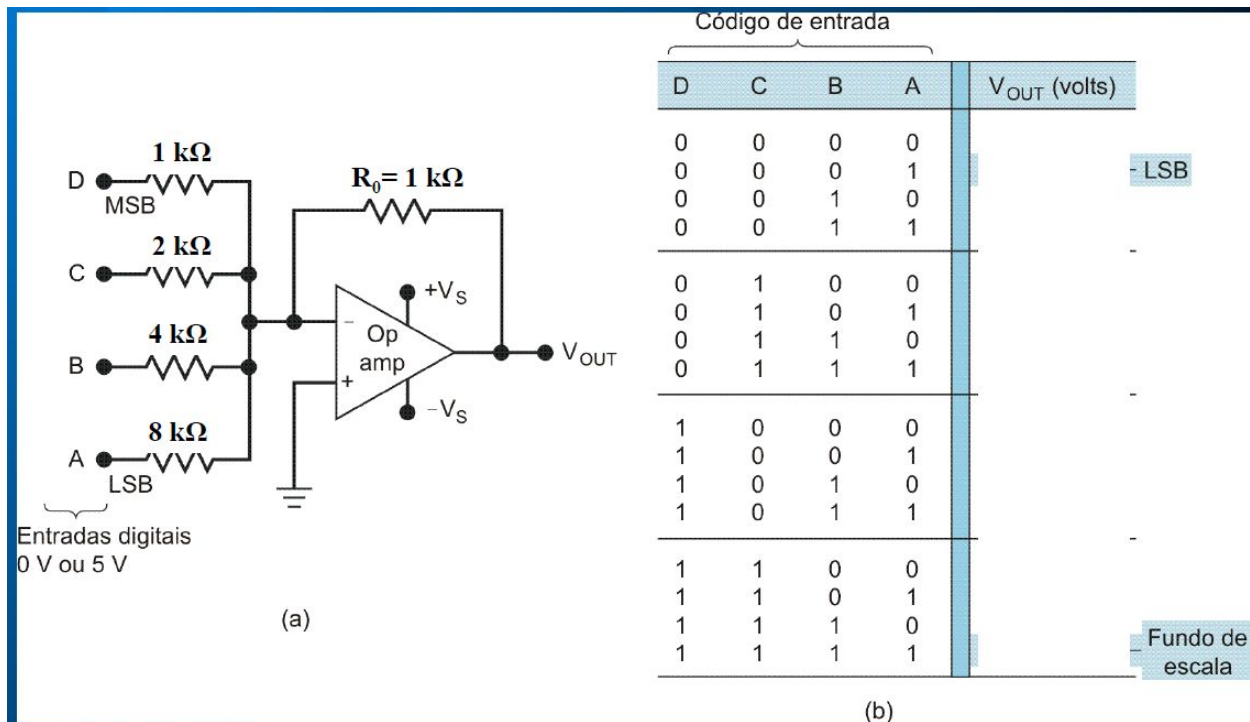 1 kΩ
D
MSB
R₀= 1 kΩ
2 kΩ
C
4 kΩ
B
8 kΩ
A
LSB
−
+
Op
amp
+V_S
−V_S
V_OUT
Entradas digitais
0 V ou 5 V
(a)
Código de entrada
D C B A V_OUT (volts)
0 0 0 0
0 0 0 1 LSB
0 0 1 0
0 0 1 1
0 1 0 0
0 1 0 1
0 1 1 0
0 1 1 1
1 0 0 0
1 0 0 1
1 0 1 0
1 0 1 1
1 1 0 0
1 1 0 1
1 1 1 0
1 1 1 1 Fundo de
escala
(b)